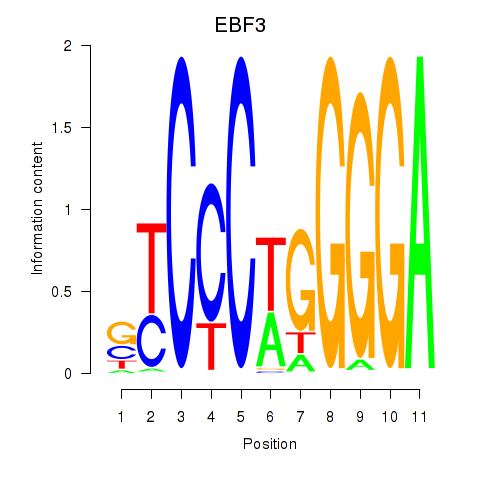 EBF3
2
1.5
1
0.5
0
Information content
G C T A
T C A
C
C T
C
T A
G T A
G
G A
G
A
1 2 3 4 5 6 7 8 9 10 11
Position